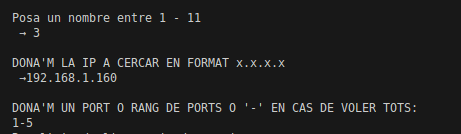 Posa un nombre entre 1 - 11
→ 3
DONA'M LA IP A CERCAR EN FORMAT x.x.x.x
→192.168.1.160
DONA'M UN PORT O RANG DE PORTS O '-' EN CAS DE VOLER TOTS:
1-5